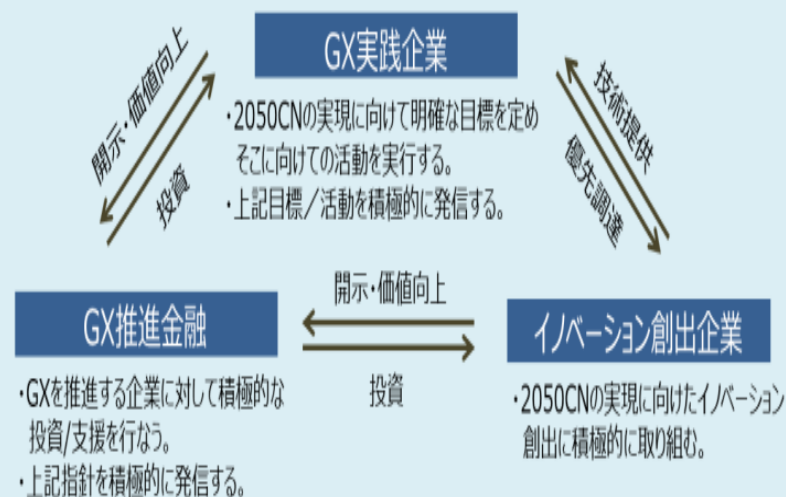 GX実践企業
・2050CNの実現に向けて明確な目標を定め
そこに向けての活動を実行する。
・上記目標／活動を積極的に発信する。
開示・価値向上
投資
技術提供
優先調達
開示・価値向上
投資
GX推進金融
・GXを推進する企業に対して積極的な
投資/支援を行なう。
・上記指針を積極的に発信する。
イノベーション創出企業
・2050CNの実現に向けたイノベーション
創出に積極的に取り組む。